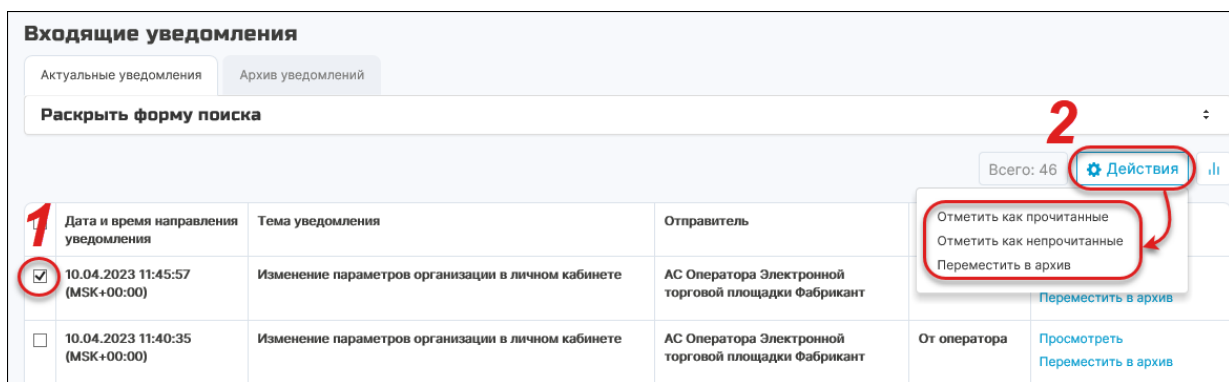 Входящие уведомления
Актуальные уведомления Архив уведомлений
Раскрыть форму поиска
2
Всего: 46 Действия
1
Дата и время направления уведомления
Тема уведомления
Отправитель
Отметить как прочитанные
Отметить как непрочитанные
Переместить в архив
10.04.2023 11:45:57
(MSK+00:00)
Изменение параметров организации в личном кабинете
АС Оператора Электронной
торговой площадки Фабрикант
Переместить в архив
10.04.2023 11:40:35
(MSK+00:00)
Изменение параметров организации в личном кабинете
АС Оператора Электронной
торговой площадки Фабрикант
От оператора
Просмотреть
Переместить в архив